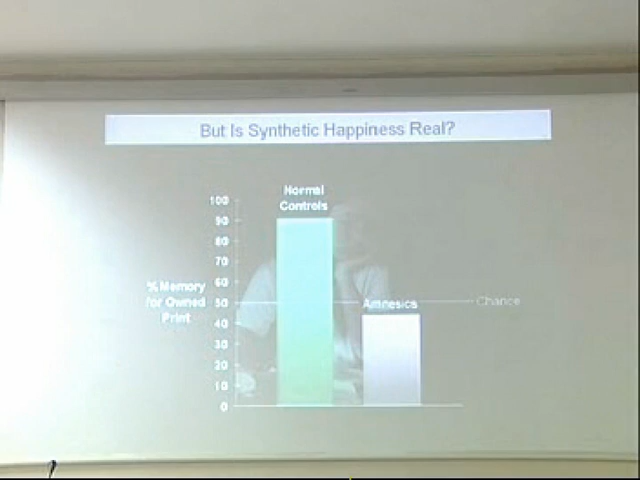 But Is Synthetic Happiness Real?
Normal
Controls
100
90
80
70
60
50
40
30
20
10
0
% Memory
for Owned
Print
Amnesics
Chance